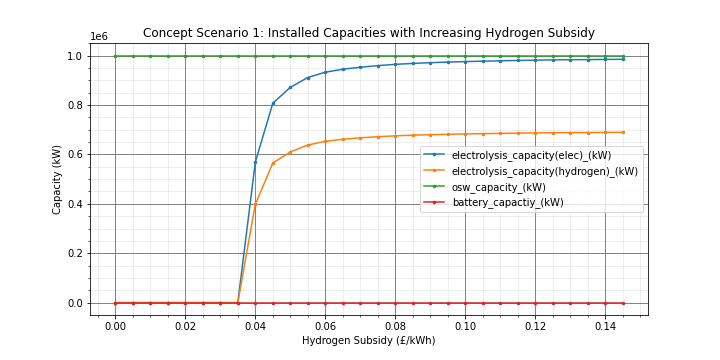 Concept Scenario 1: Installed Capacities with Increasing Hydrogen Subsidy
1e6
1.0
0.8
0.6
0.4
0.2
0.0
Capacity (kW)
electrolysis_capacity(elec)_(kW)
electrolysis_capacity(hydrogen)_(kW)
osw_capacity_(kW)
battery_capactiy_(kW)
0.00 0.02 0.04 0.06 0.08 0.10 0.12 0.14
Hydrogen Subsidy (£/kWh)